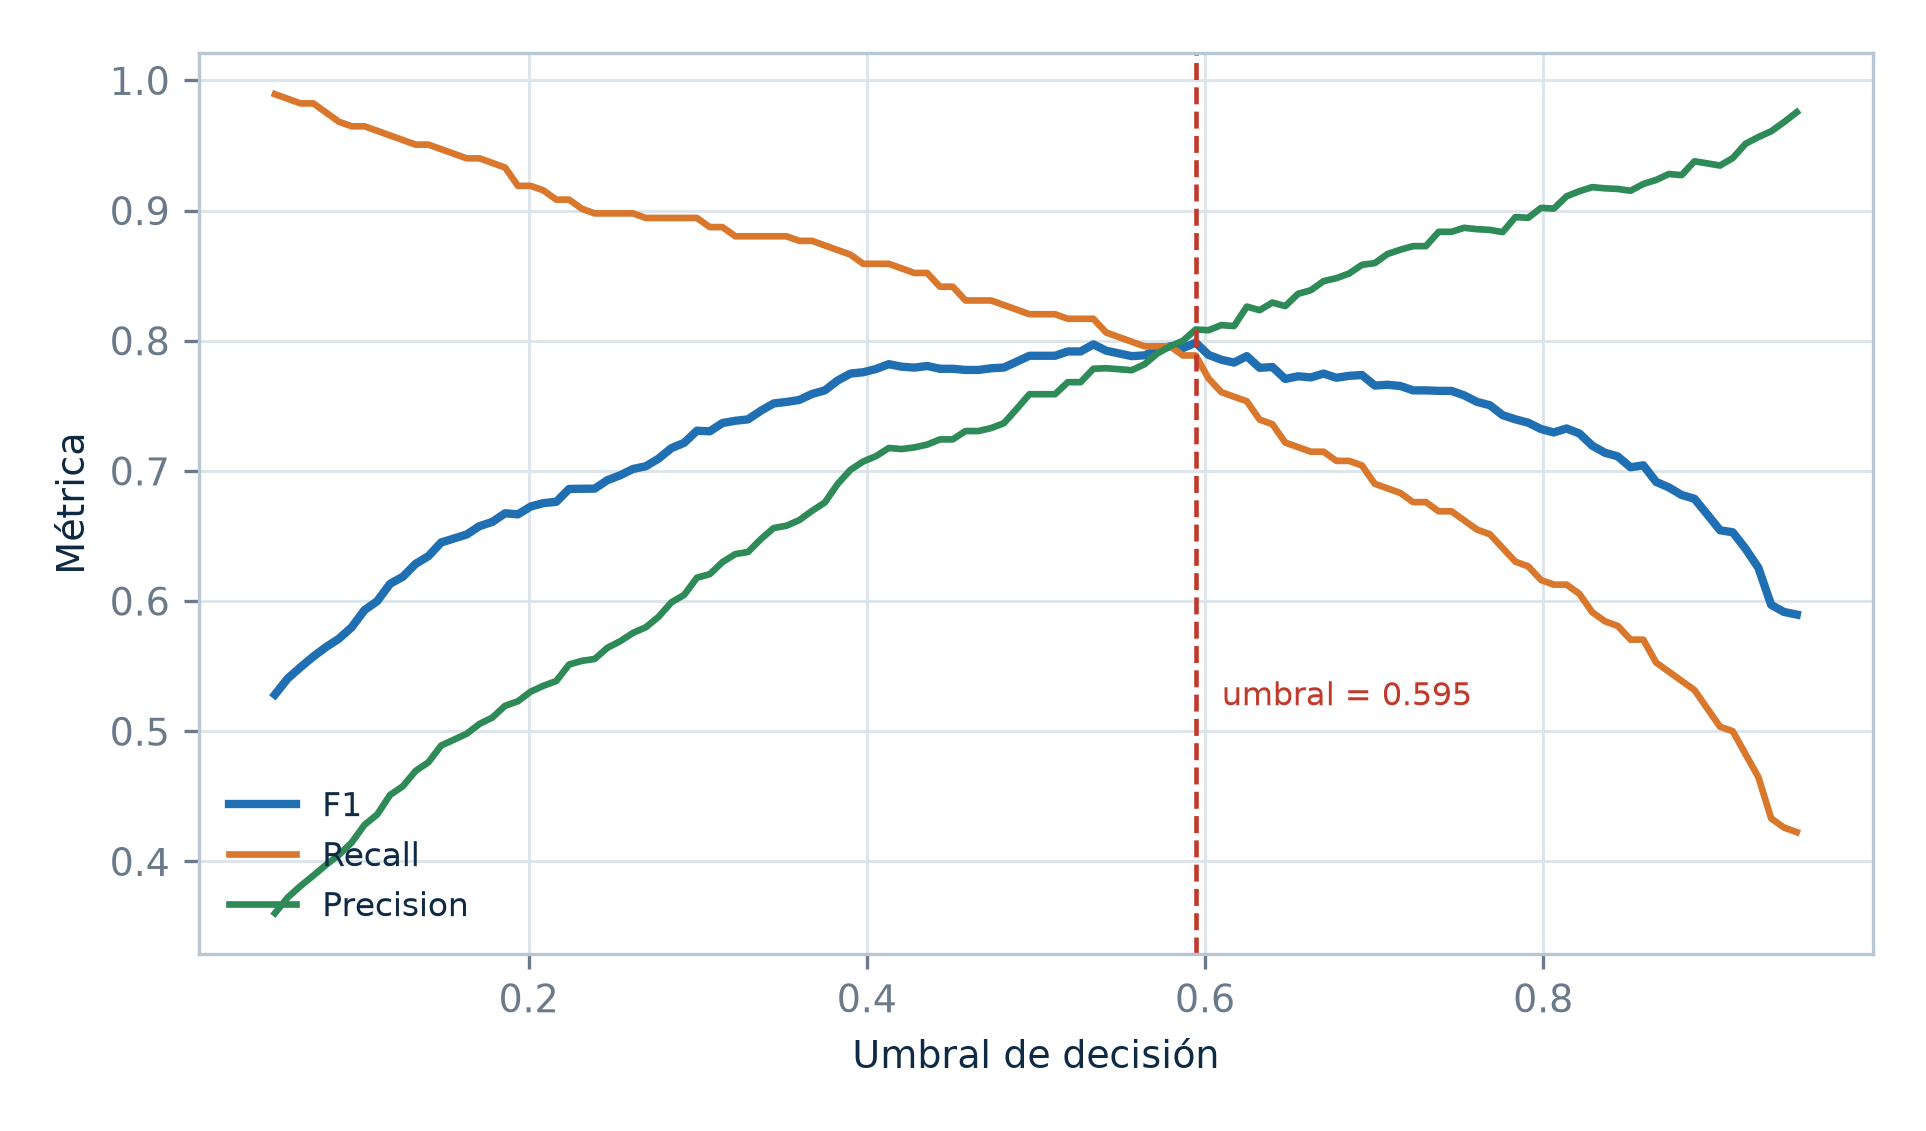 1.0
0.9
0.8
0.7
0.6
0.5
0.4
Métrica
umbral = 0.595
F1
Recall
Precision
0.2 0.4 0.6 0.8
Umbral de decisión